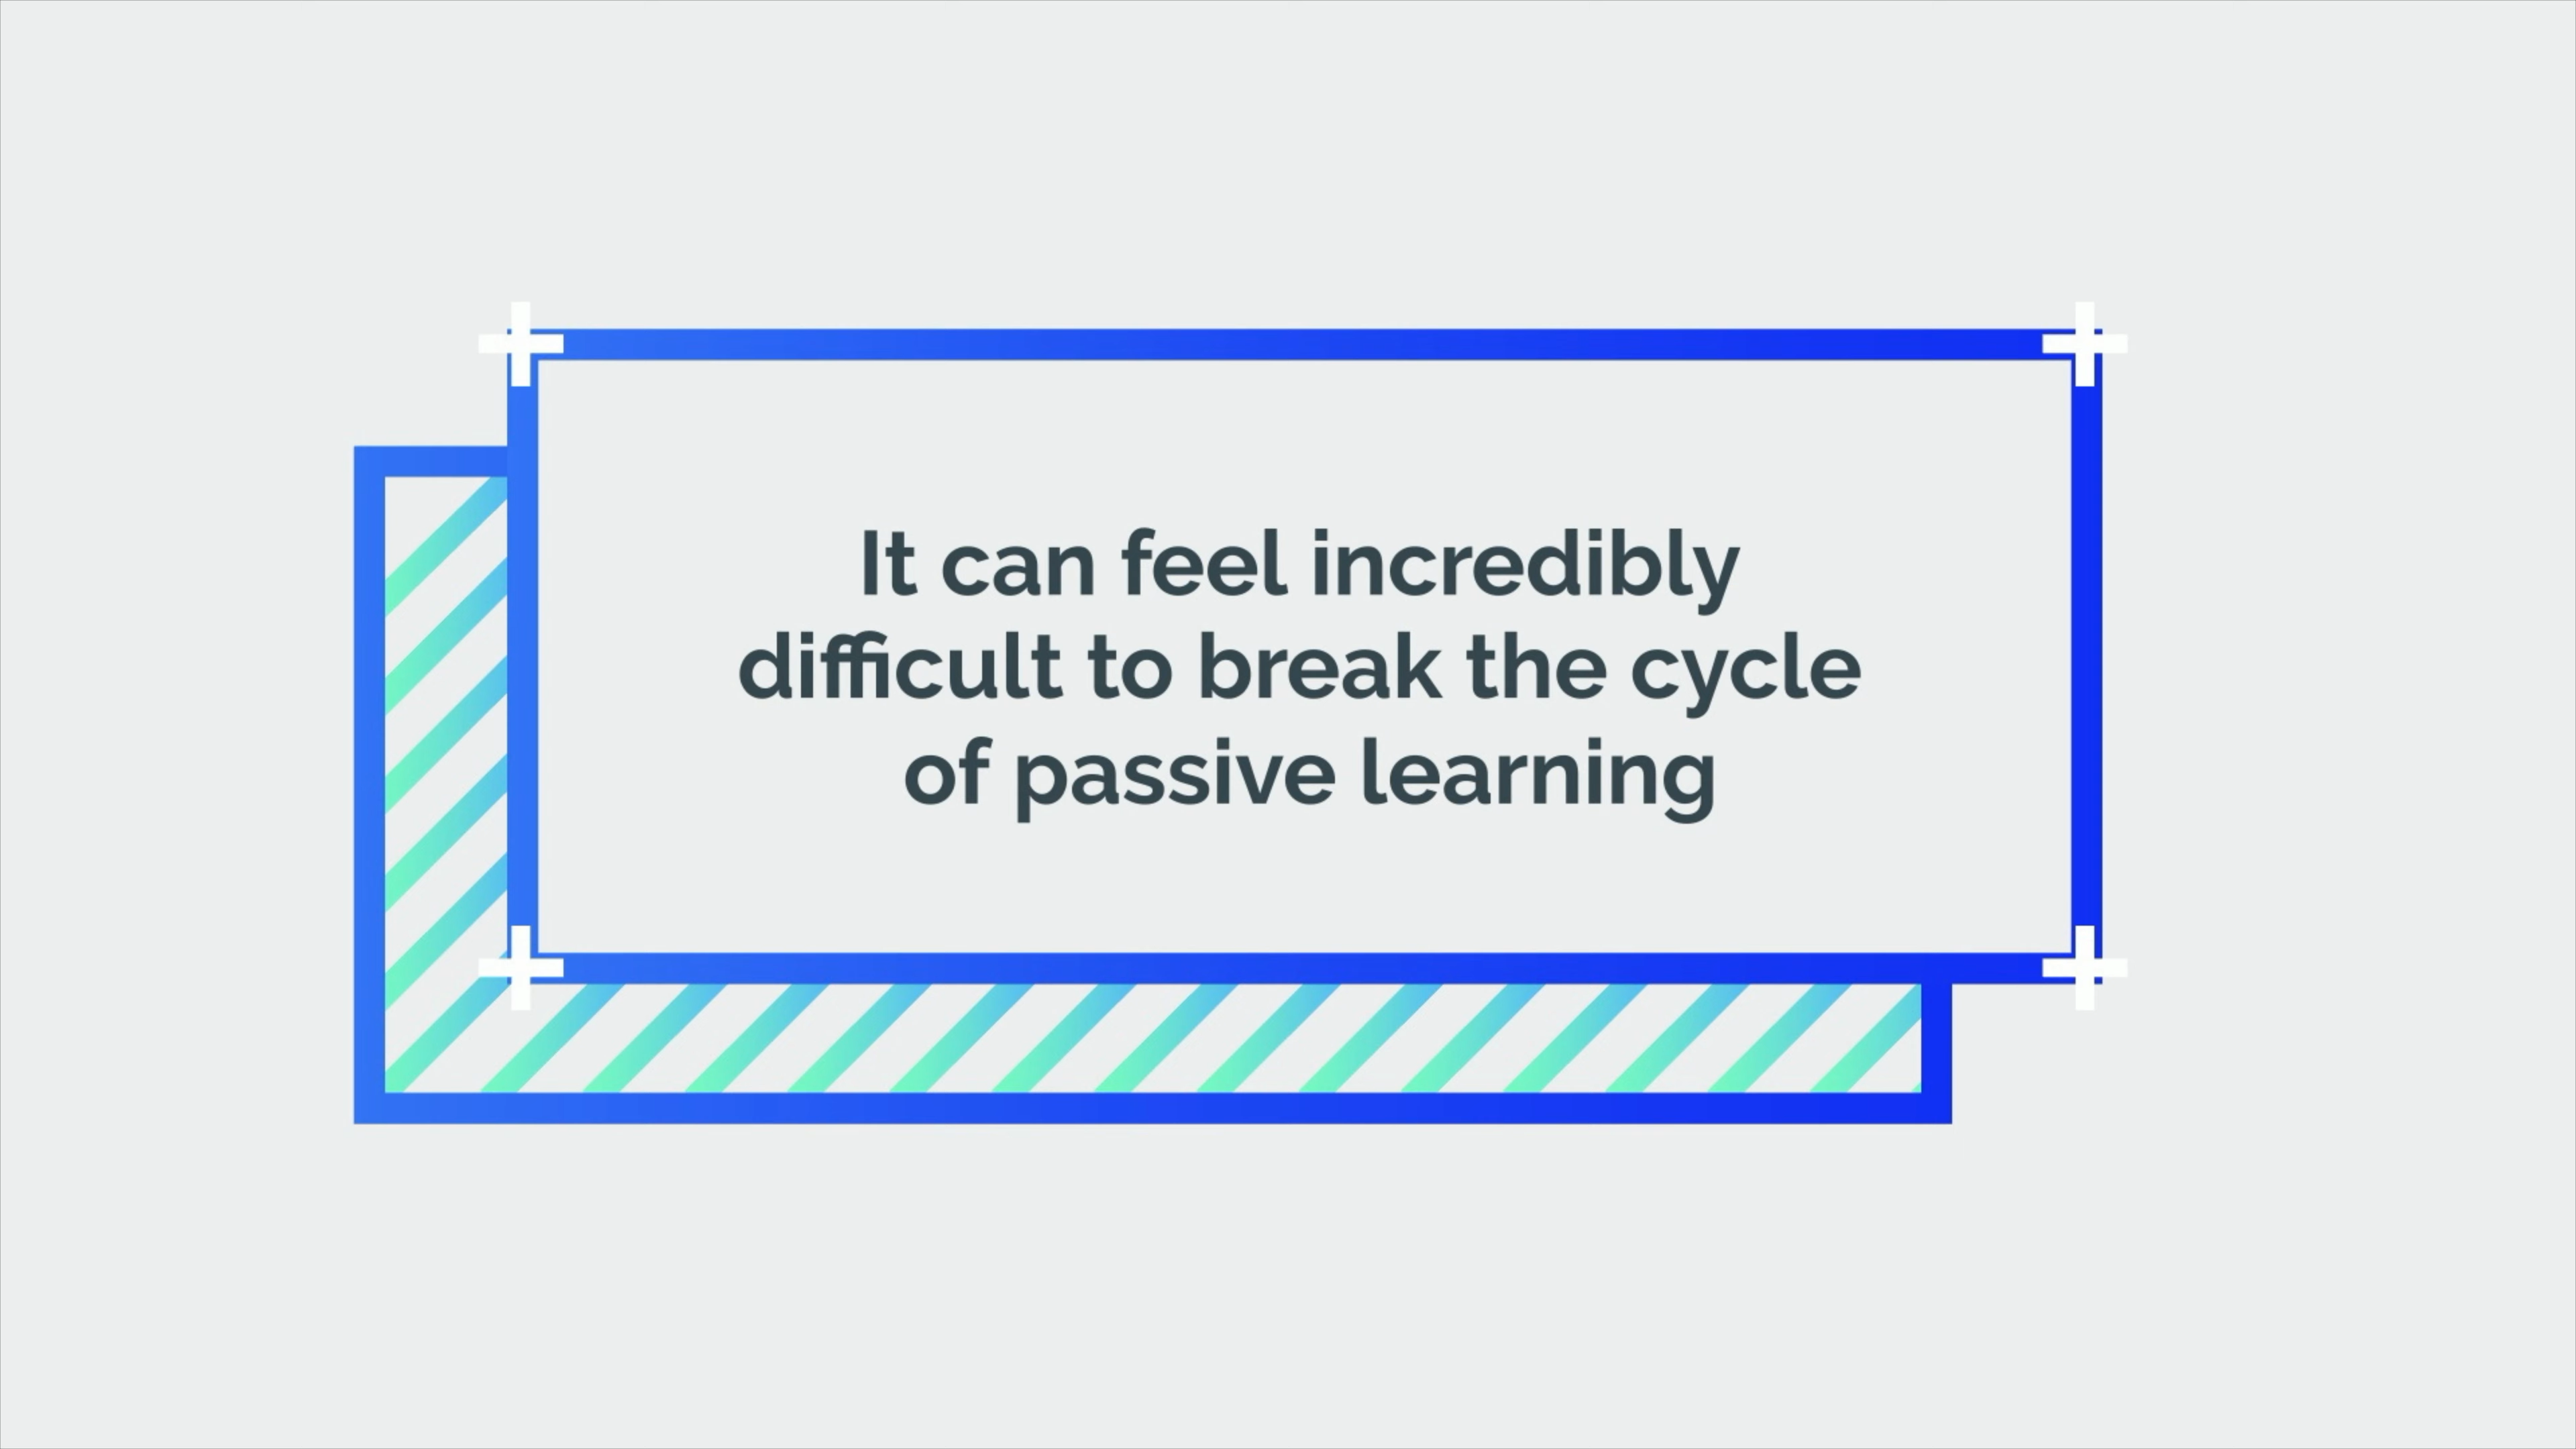 It can feel incredibly
difficult to break the cycle
of passive learning